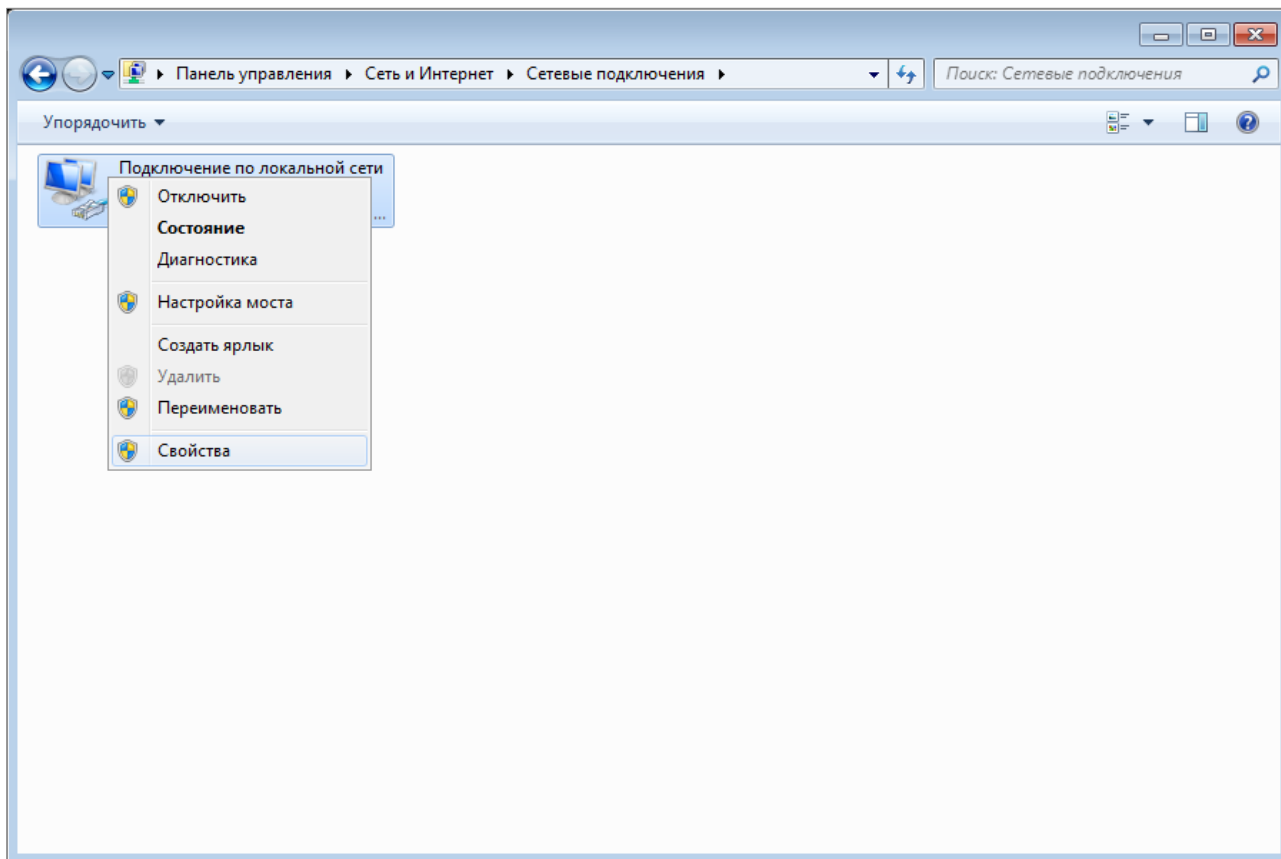 Панель управления Сеть и Интернет Сетевые подключения Поиск: Сетевые подключения
Упорядочить
Подключение по локальной сети
...
Отключить
Состояние
Диагностика
Настройка моста
Создать ярлык
Удалить
Переименовать
Свойства